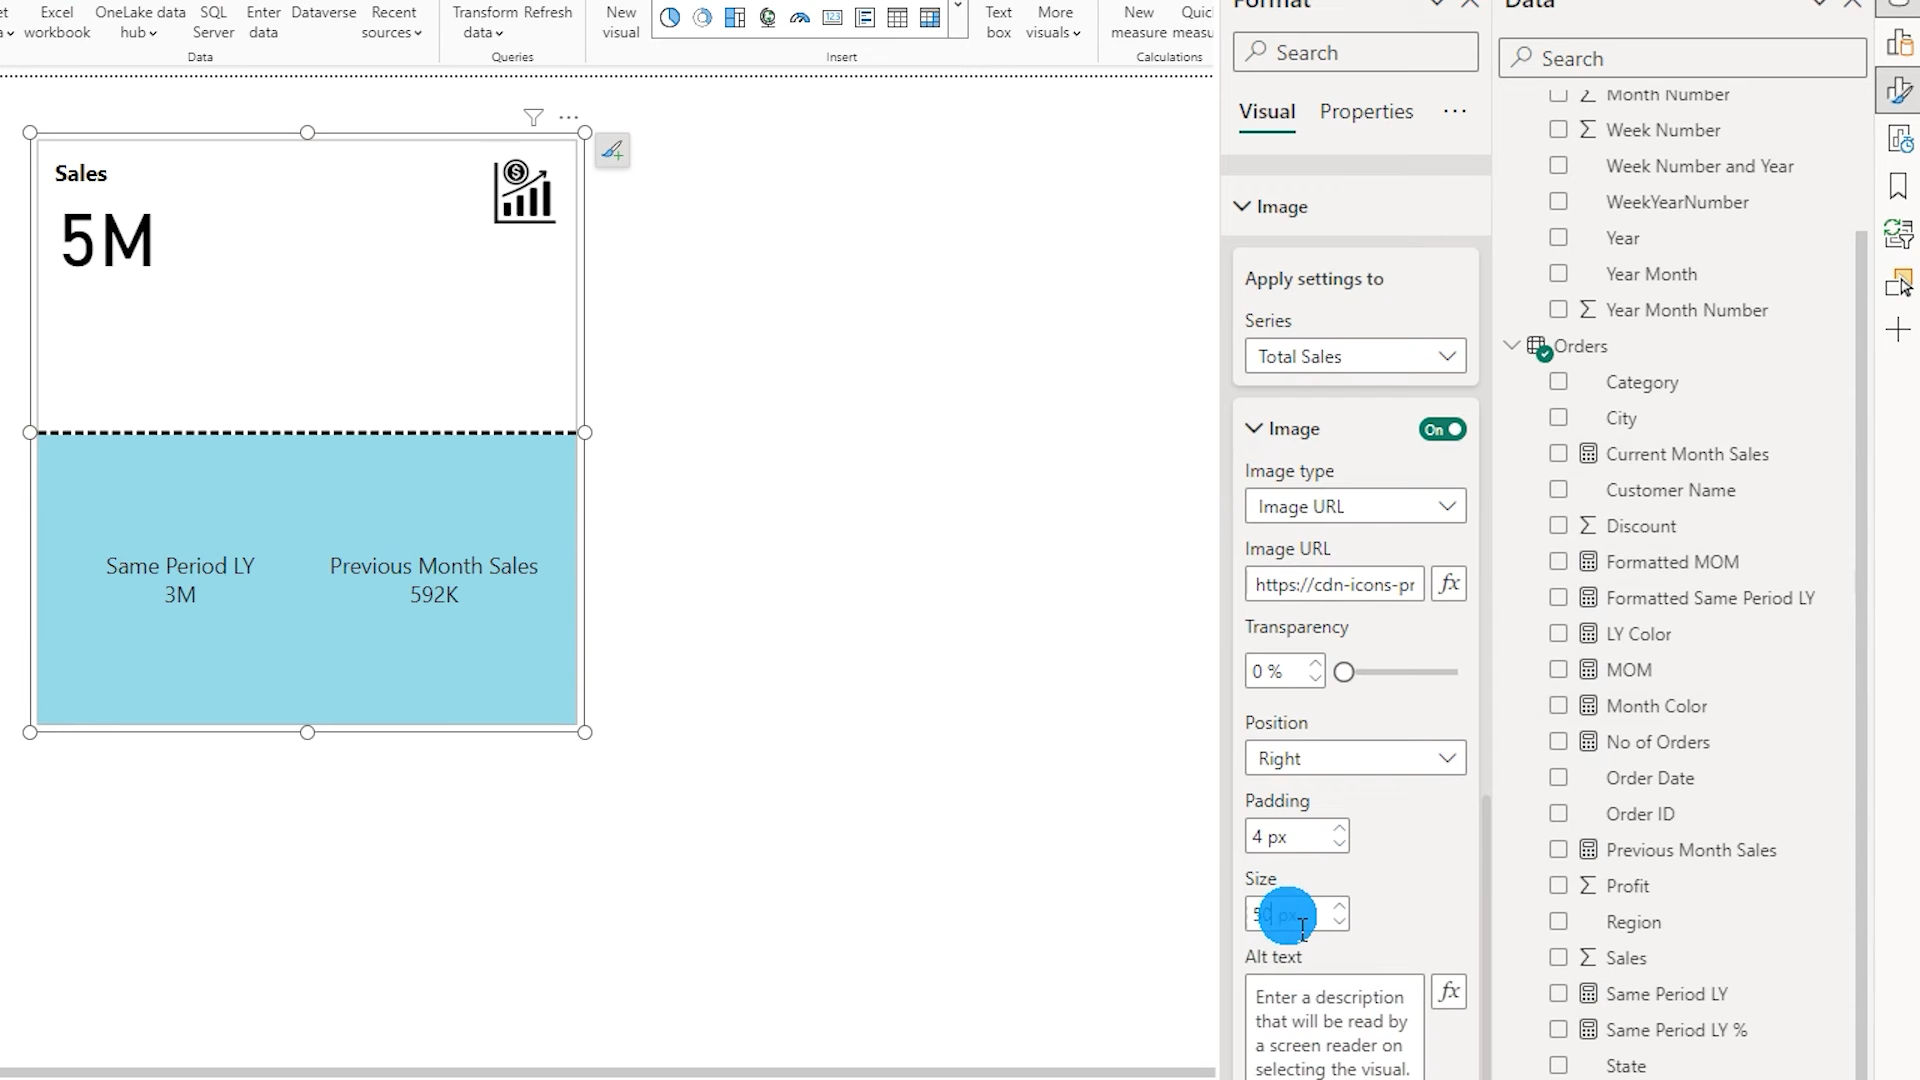 Excel workbook
OneLake data hub
SQL Server
Enter data
Dataverse
Recent sources
Data
Transform data
Refresh
Queries
New visual
123
Insert
Text box
More visuals
New measure
Calculations
Sales
$
5M
Same Period LY
3M
Previous Month Sales
592K
Format
Search
Visual
Properties
Image
Apply settings to
Series
Total Sales
Image
On
Image type
Image URL
Image URL
https://cdn-icons-pr
fx
Transparency
0 %
Position
Right
Padding
4 px
Size
50 px
Alt text
Enter a description
that will be read by
a screen reader on
selecting the visual.
fx
Data
Search
Month Number
Week Number
Week Number and Year
WeekYearNumber
Year
Year Month
Year Month Number
Orders
Category
City
Current Month Sales
Customer Name
Discount
Formatted MOM
Formatted Same Period LY
LY Color
MOM
Month Color
No of Orders
Order Date
Order ID
Previous Month Sales
Profit
Region
Sales
Same Period LY
Same Period LY %
State